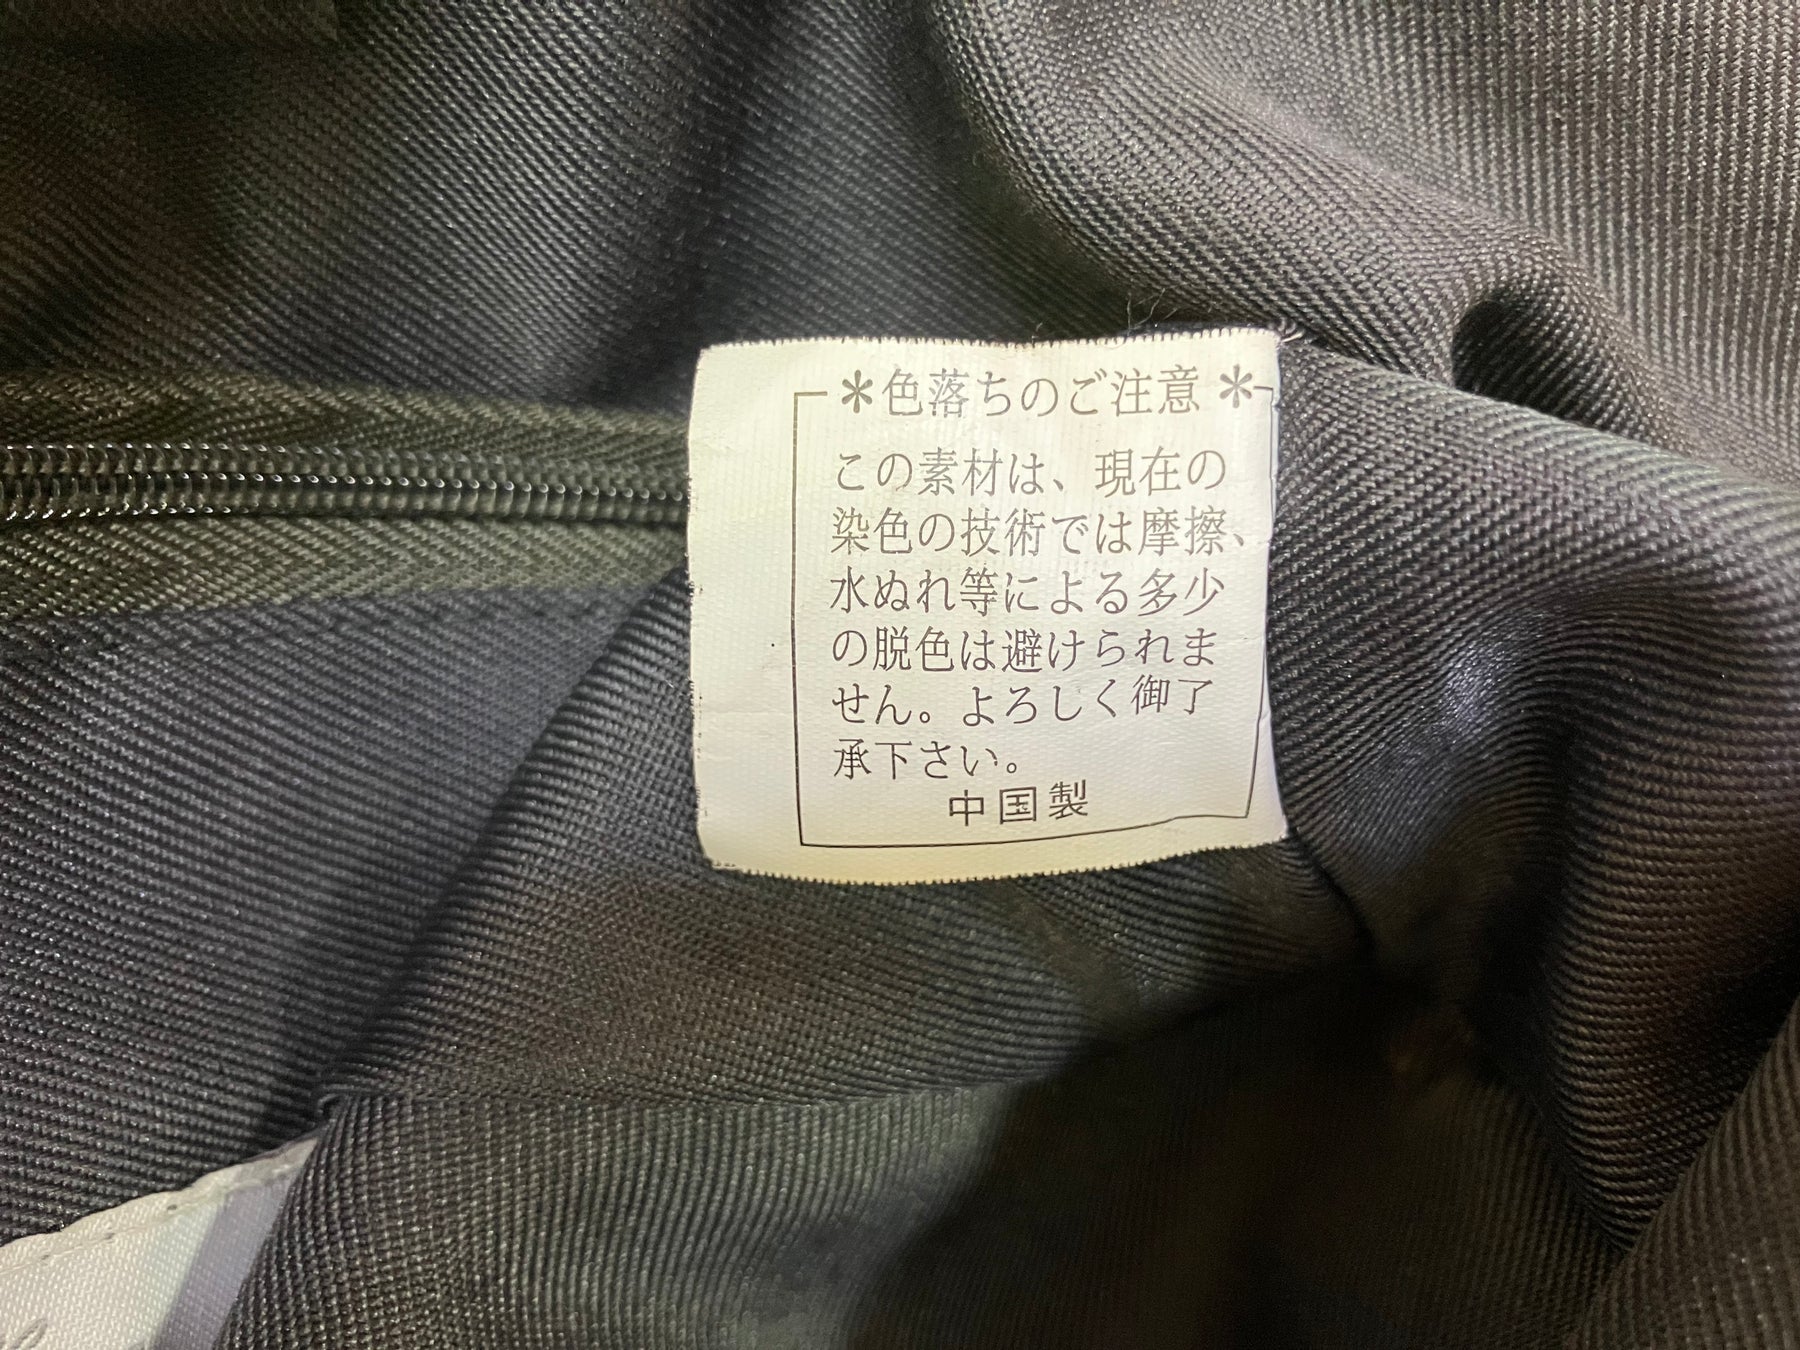 ＊色落ちのご注意＊
この素材は、現在の
染色の技術では摩擦、
水ぬれ等による多少
の脱色は避けられま
せん。よろしく御了
承下さい。
中国製